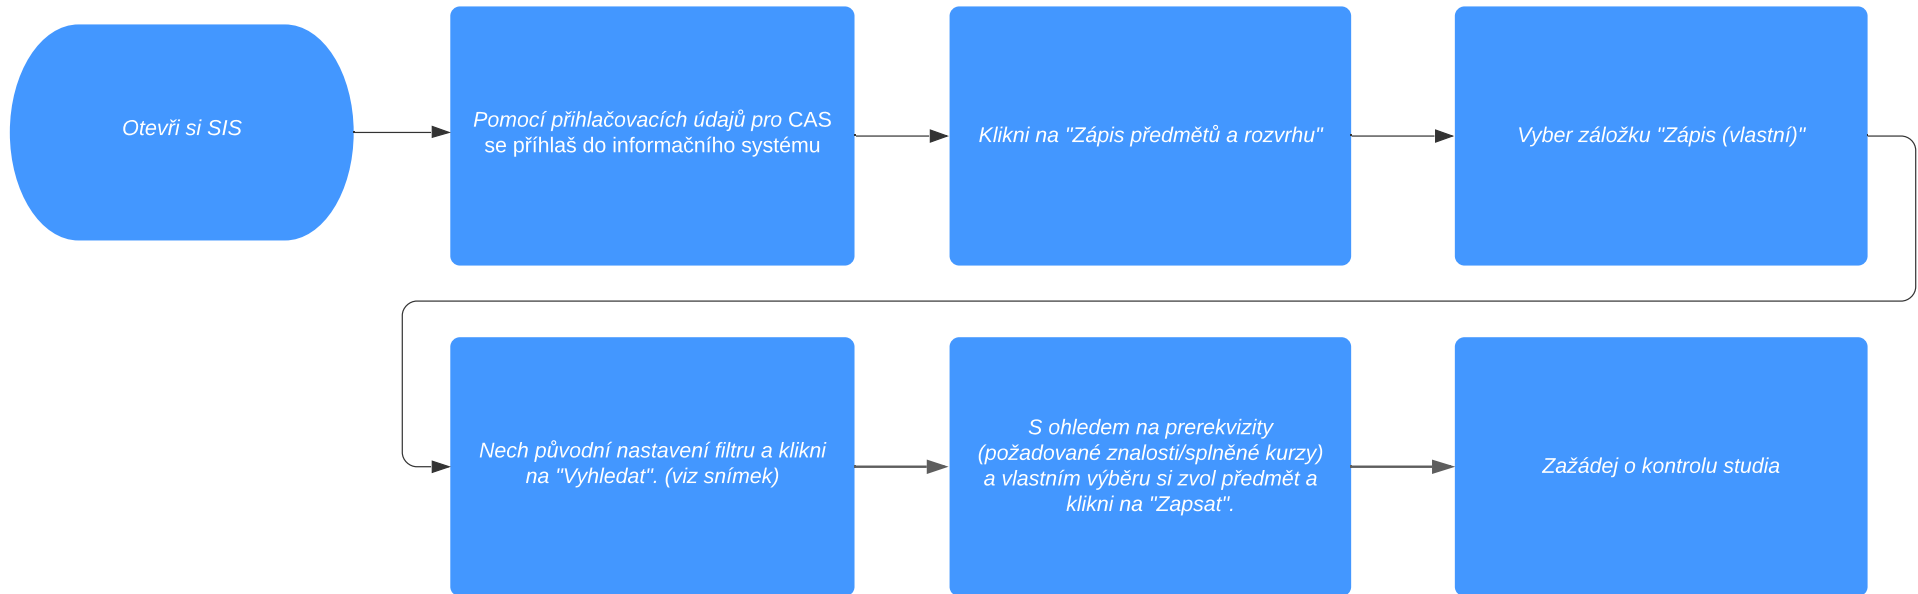 Otevři si SIS
Pomocí přihlačovacích údajů pro CAS
se příhlaš do informačního systému
Klikni na "Zápis předmětů a rozvrhu"
Vyber záložku "Zápis (vlastní)"
Nech původní nastavení filtru a klikni
na "Vyhledat". (viz snímek)
S ohledem na prerekvizity
(požadované znalosti/splněné kurzy)
a vlastním výběru si zvol předmět a
klikni na "Zapsat".
Zažádej o kontrolu studia